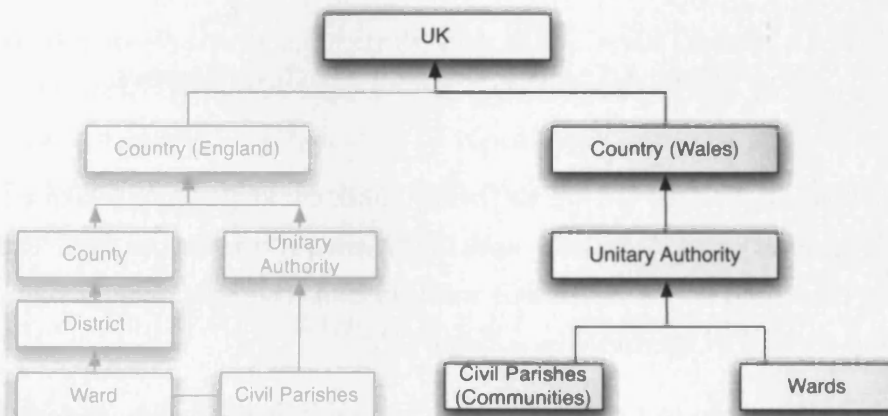 UK
Country (England)
Country (Wales)
County
Unitary
Authority
Unitary Authority
District
Ward
Civil Parishes
Civil Parishes
(Communities)
Wards